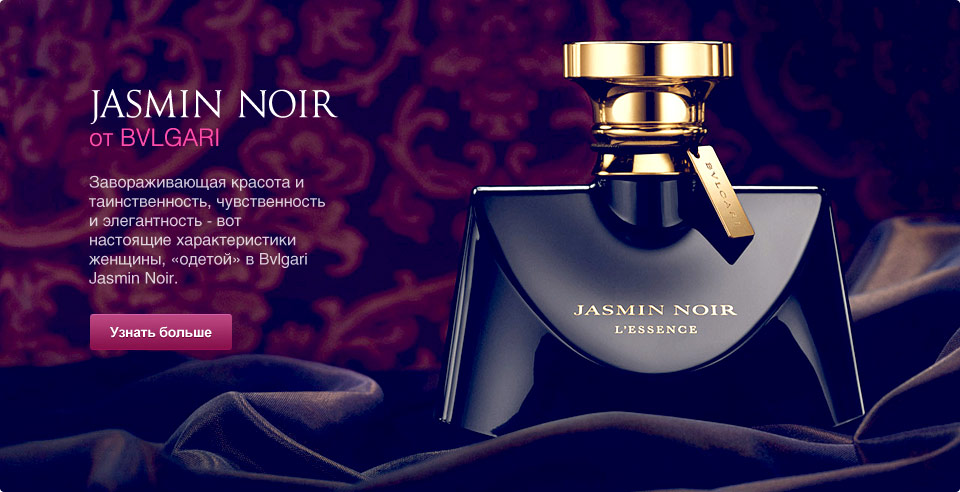 JASMIN NOIR
от BVLGARI
Завораживающая красота и
таинственность, чувственность
и элегантность - вот
настоящие характеристики
женщины, «одетой» в Bvlgari
Jasmin Noir.
Узнать больше
BVLGARI
JASMIN NOIR
L'ESSENCE